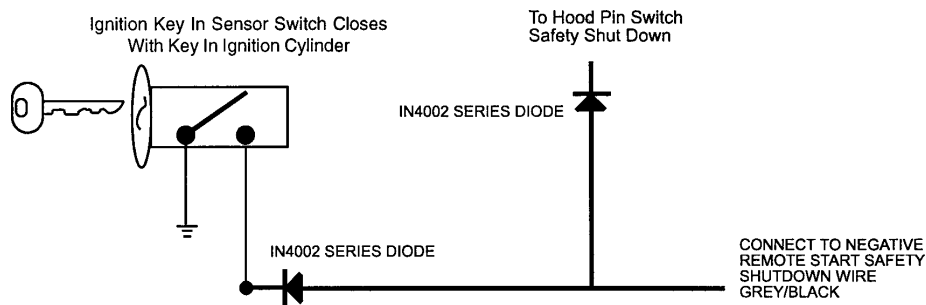 Ignition Key In Sensor Switch Closes
With Key In Ignition Cylinder
To Hood Pin Switch
Safety Shut Down
IN4002 SERIES DIODE
IN4002 SERIES DIODE
CONNECT TO NEGATIVE
REMOTE START SAFETY
SHUTDOWN WIRE
GREY/BLACK